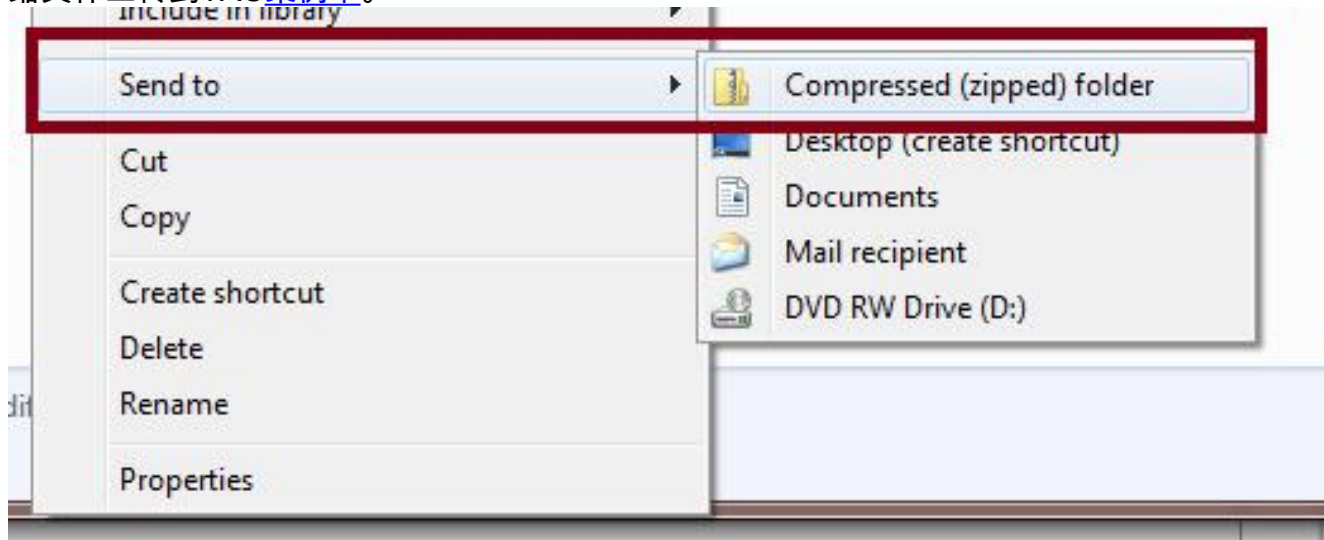 Include in library
Send to
Compressed (zipped) folder
Desktop (create shortcut)
Cut
Documents
Copy
Mail recipient
Create shortcut
DVD RW Drive (D:)
Delete
Rename
Properties